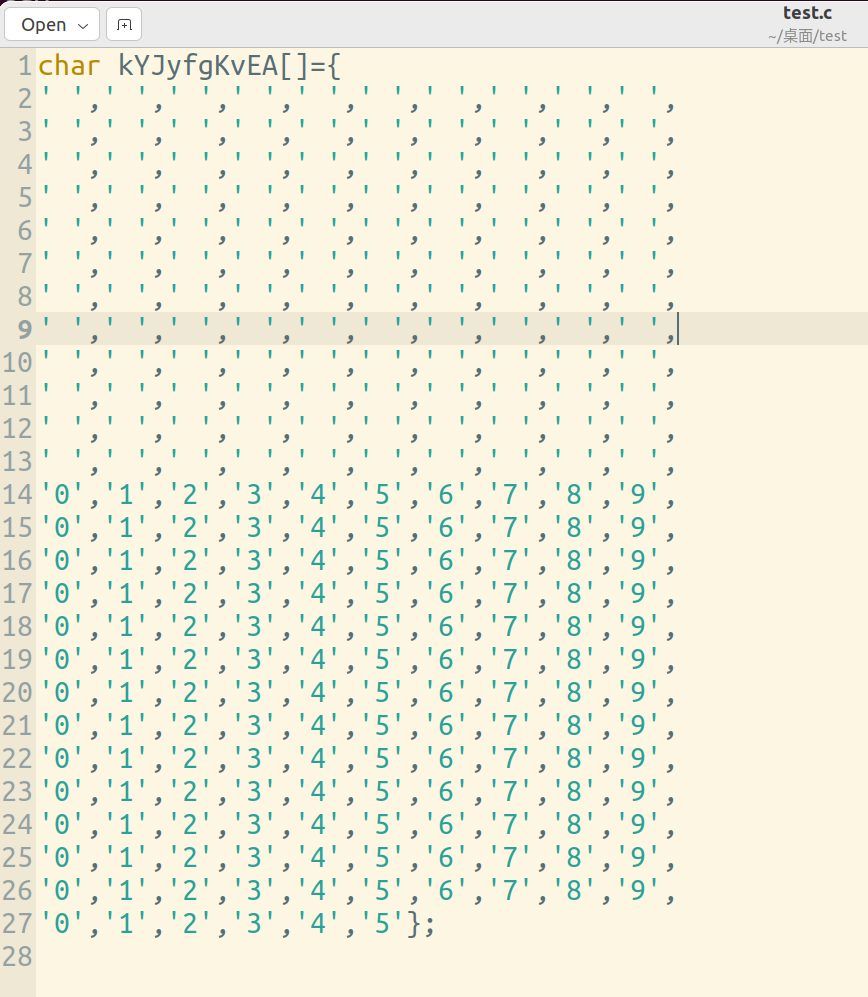 Open
test.c
~/桌面/test
1 char kYJyfgKvEA[]={
2 ' ',' ',' ',' ',' ',' ',' ',' ',' ',' ',
3 ' ',' ',' ',' ',' ',' ',' ',' ',' ',' ',
4 ' ',' ',' ',' ',' ',' ',' ',' ',' ',' ',
5 ' ',' ',' ',' ',' ',' ',' ',' ',' ',' ',
6 ' ',' ',' ',' ',' ',' ',' ',' ',' ',' ',
7 ' ',' ',' ',' ',' ',' ',' ',' ',' ',' ',
8 ' ',' ',' ',' ',' ',' ',' ',' ',' ',' ',
9 ' ',' ',' ',' ',' ',' ',' ',' ',' ',' ',
10 ' ',' ',' ',' ',' ',' ',' ',' ',' ',' ',
11 ' ',' ',' ',' ',' ',' ',' ',' ',' ',' ',
12 ' ',' ',' ',' ',' ',' ',' ',' ',' ',' ',
13 ' ',' ',' ',' ',' ',' ',' ',' ',' ',' ',
14 '0','1','2','3','4','5','6','7','8','9',
15 '0','1','2','3','4','5','6','7','8','9',
16 '0','1','2','3','4','5','6','7','8','9',
17 '0','1','2','3','4','5','6','7','8','9',
18 '0','1','2','3','4','5','6','7','8','9',
19 '0','1','2','3','4','5','6','7','8','9',
20 '0','1','2','3','4','5','6','7','8','9',
21 '0','1','2','3','4','5','6','7','8','9',
22 '0','1','2','3','4','5','6','7','8','9',
23 '0','1','2','3','4','5','6','7','8','9',
24 '0','1','2','3','4','5','6','7','8','9',
25 '0','1','2','3','4','5','6','7','8','9',
26 '0','1','2','3','4','5','6','7','8','9',
27 '0','1','2','3','4','5'};
28